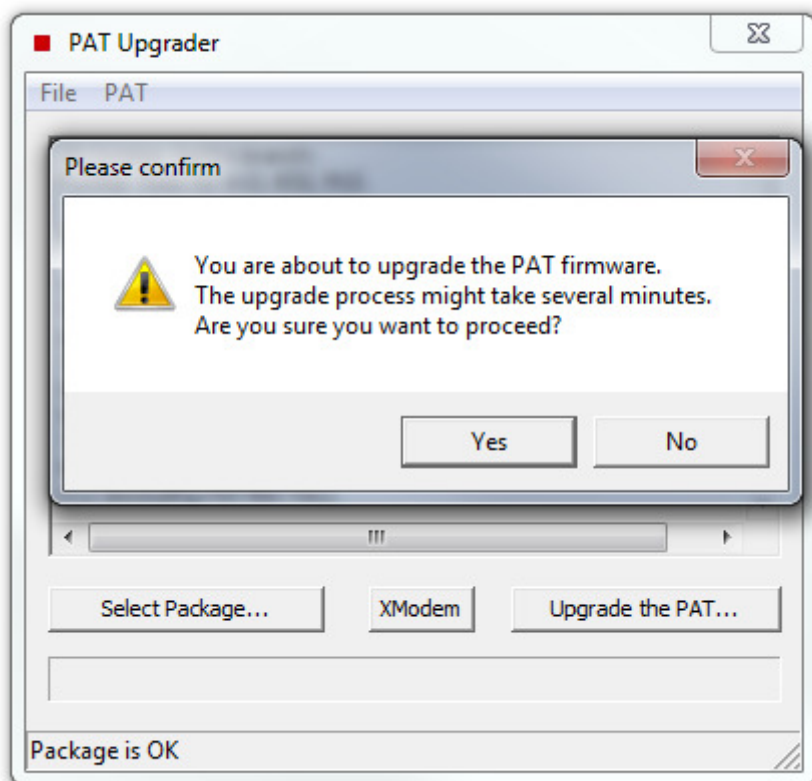 PAT Upgrader
File PAT
Please confirm
You are about to upgrade the PAT firmware.
The upgrade process might take several minutes.
Are you sure you want to proceed?
Yes No
Select Package... XModem Upgrade the PAT...
Package is OK